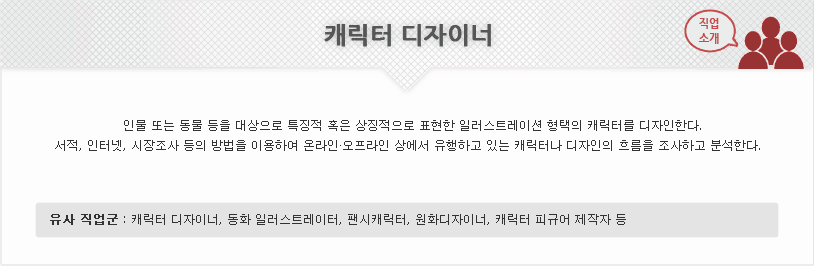 캐릭터 디자이너
직업
소개
인물 또는 동물 등을 대상으로 특징적 혹은 상징적으로 표현한 일러스트레이션 형택의 캐릭터를 디자인한다.
서적, 인터넷, 시장조사 등의 방법을 이용하여 온라인·오프라인 상에서 유행하고 있는 캐릭터나 디자인의 흐름을 조사하고 분석한다.
유사 직업군 : 캐릭터 디자이너, 동화 일러스트레이터, 팬시캐릭터, 원화디자이너, 캐릭터 피규어 제작자 등